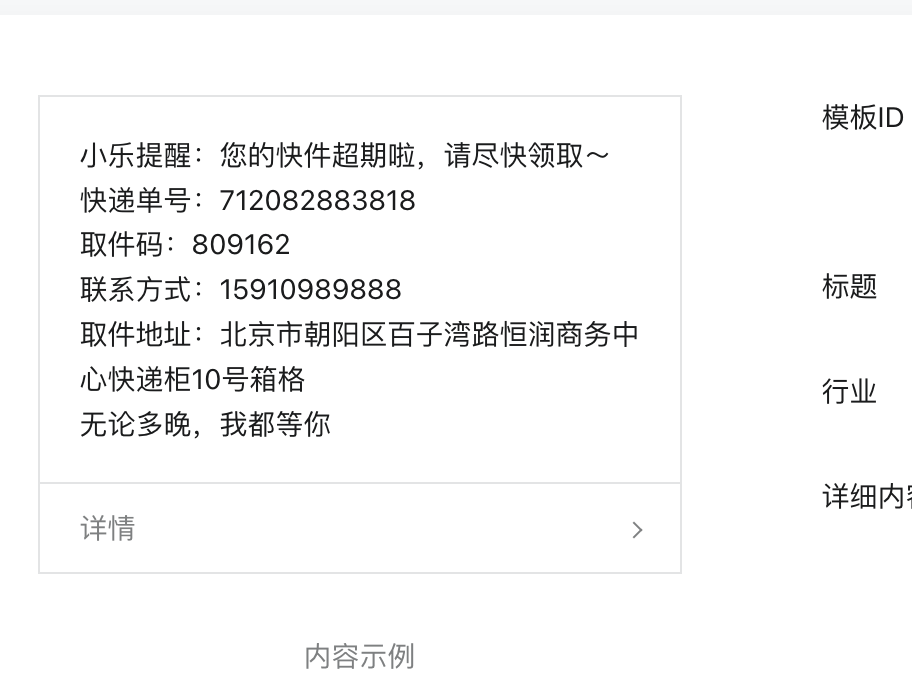 小乐提醒：您的快件超期啦，请尽快领取～
快递单号：712082883818
取件码：809162
联系方式：15910989888
取件地址：北京市朝阳区百子湾路恒润商务中
心快递柜10号箱格
无论多晚，我都等你
详情
内容示例
模板ID
标题
行业
详细内容